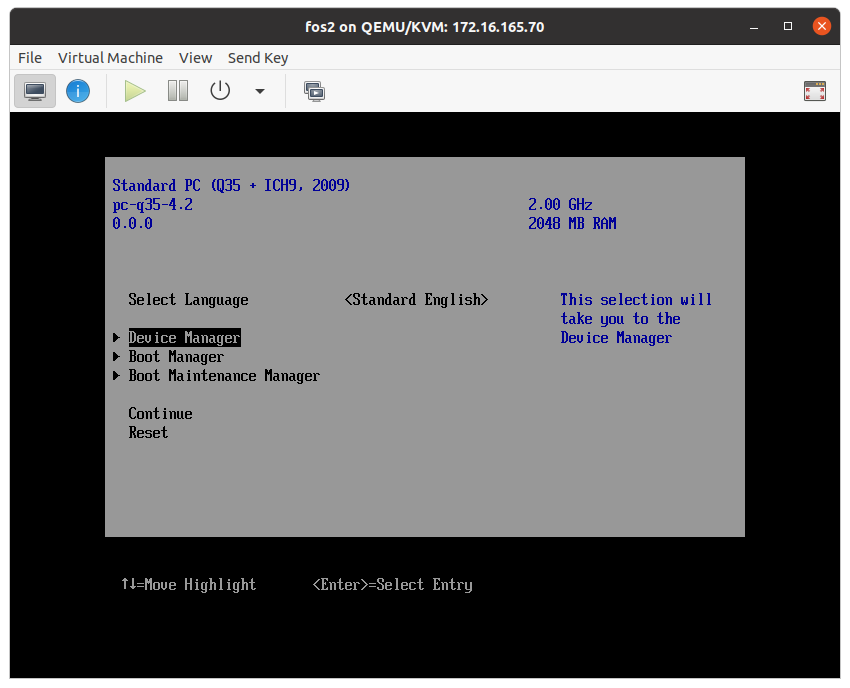 fos2 on QEMU/KVM: 172.16.165.70
File Virtual Machine View Send Key
Standard PC (Q35 + ICH9, 2009)
pc-q35-4.2 2.00 GHz
0.0.0 2048 MB RAM
Select Language <Standard English> This selection will
take you to the
Device Manager Device Manager
Boot Manager
Boot Maintenance Manager
Continue
Reset
↑↓=Move Highlight <Enter>=Select Entry